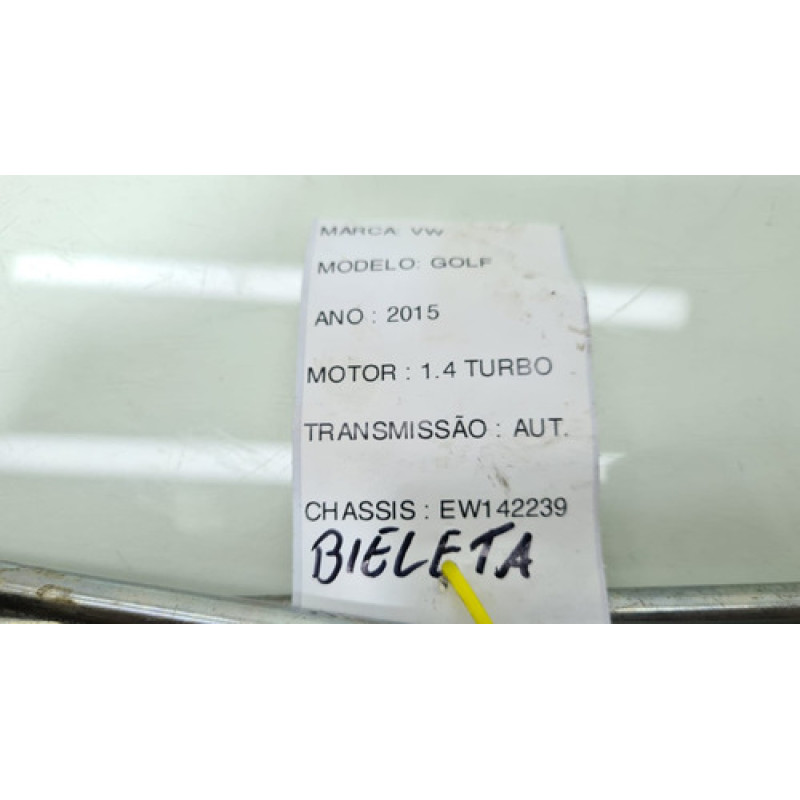 MARCA: VW
MODELO: GOLF
ANO : 2015
MOTOR : 1.4 TURBO
TRANSMISSÃO : AUT.
CHASSIS : EW142239
BIELETA